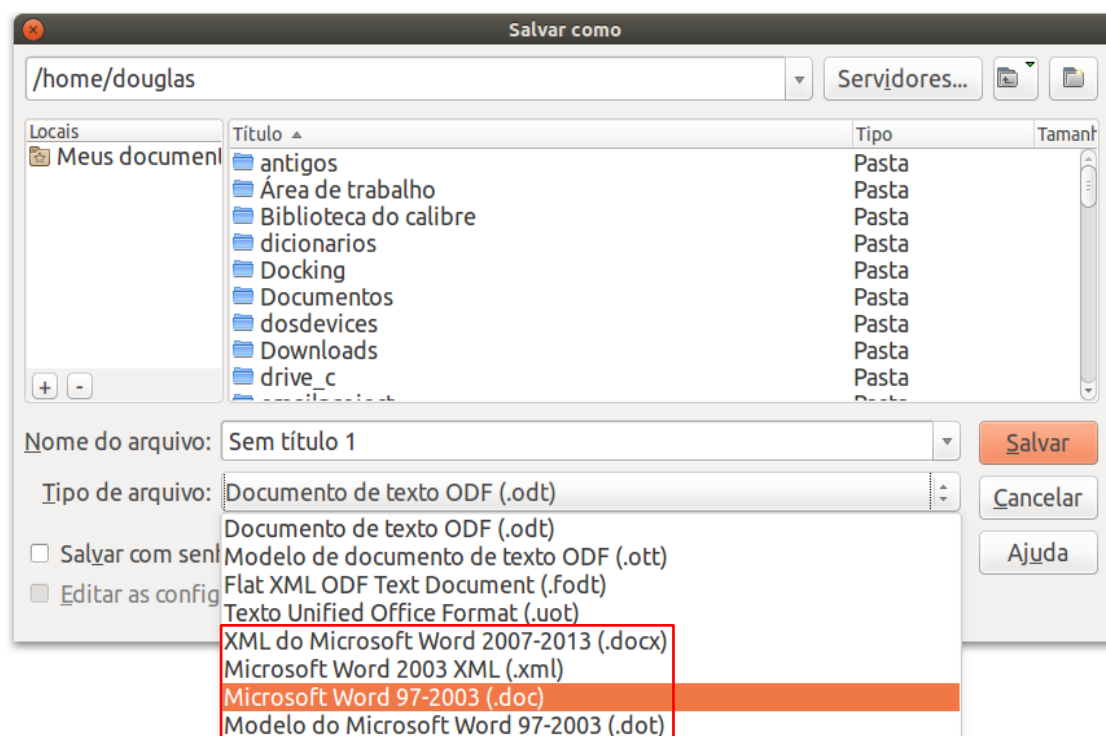 Salvar como
/home/douglas
Servidores...
Locais
Título
Tipo
Tamanh
Meus document
antigos
Pasta
Área de trabalho
Pasta
Biblioteca do calibre
Pasta
dicionarios
Pasta
Docking
Pasta
Documentos
Pasta
dosdevices
Pasta
Downloads
Pasta
drive_c
Pasta
+ -
Nome do arquivo: Sem título 1
Salvar
Tipo de arquivo: Documento de texto ODF (.odt)
Cancelar
Documento de texto ODF (.odt)
Salvar com senh
Modelo de documento de texto ODF (.ott)
Ajuda
Flat XML ODF Text Document (.fodt)
Editar as config
Texto Unified Office Format (.uot)
XML do Microsoft Word 2007-2013 (.docx)
Microsoft Word 2003 XML (.xml)
Microsoft Word 97-2003 (.doc)
Modelo do Microsoft Word 97-2003 (.dot)